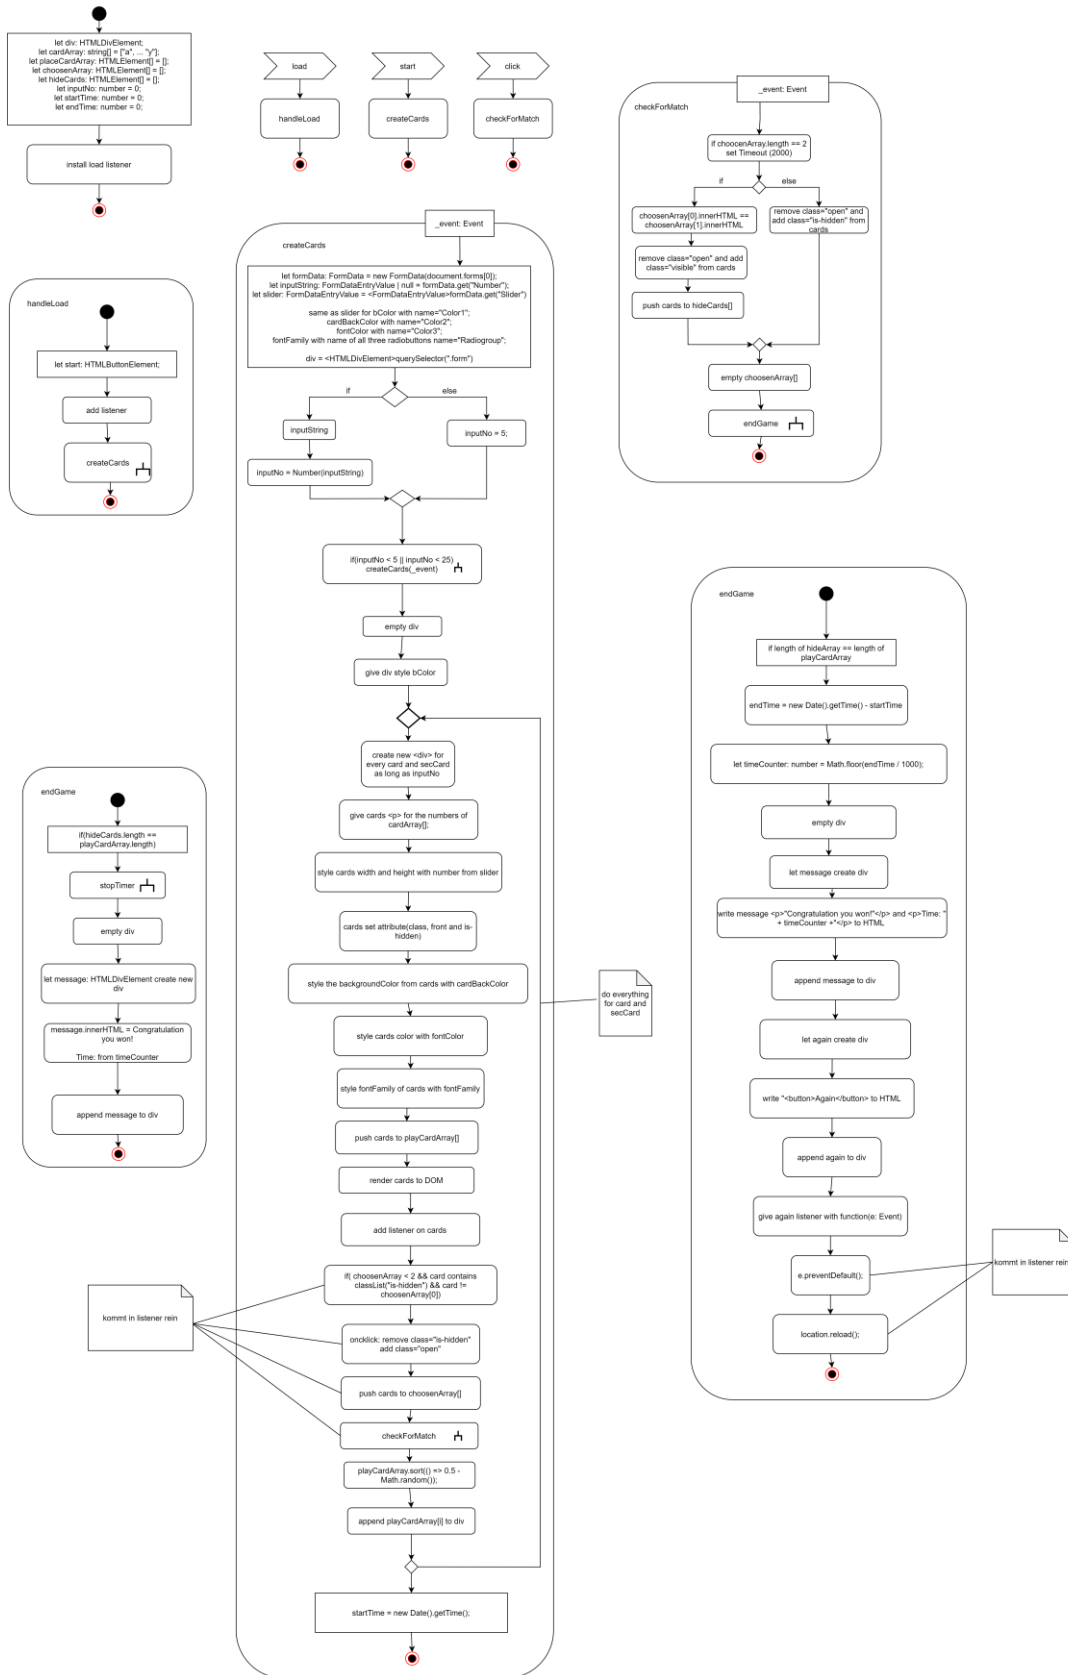 let div: HTMLDivElement;
let cardArray: string[] = ["a", ... "y"];
let placeCardArray: HTMLElement[] = [];
let choosenArray: HTMLElement[] = [];
let hideCards: HTMLElement[] = [];
let inputNo: number = 0;
let startTime: number = 0;
let endTime: number = 0;
install load listener
load
handleLoad
start
createCards
click
checkForMatch
_event: Event
checkForMatch
if choocenArray.length == 2
set Timeout (2000)
if
else
choosenArray[0].innerHTML ==
choosenArray[1].innerHTML
remove class="open" and
add class="is-hidden" from
cards
remove class="open" and add
class="visible" from cards
push cards to hideCards[]
empty choosenArray[]
endGame
handleLoad
let start: HTMLButtonElement;
add listener
createCards
_event: Event
createCards
let formData: FormData = new FormData(document.forms[0]);
let inputString: FormDataEntryValue | null = formData.get("Number");
let slider: FormDataEntryValue = <FormDataEntryValue>formData.get("Slider")
same as slider for bColor with name="Color1";
cardBackColor with name="Color2";
fontColor with name="Color3";
fontFamily with name of all three radiobuttons name="Radiogroup";
div = <HTMLDivElement>querySelector(".form")
if
else
inputString
inputNo = 5;
inputNo = Number(inputString)
if(inputNo < 5 || inputNo < 25)
createCards(_event)
empty div
give div style bColor
create new <div> for
every card and secCard
as long as inputNo
give cards <p> for the numbers of
cardArray[];
style cards width and height with number from slider
cards set attribute(class, front and is-
hidden)
style the backgroundColor from cards with cardBackColor
style cards color with fontColor
style fontFamily of cards with fontFamily
push cards to playCardArray[]
render cards to DOM
add listener on cards
if( choosenArray < 2 && card contains
classList("is-hidden") && card !=
choosenArray[0])
oncklick: remove class="is-hidden"
add class="open"
push cards to choosenArray[]
checkForMatch
playCardArray.sort(() => 0.5 -
Math.random());
append playCardArray[i] to div
startTime = new Date().getTime();
do everything
for card and
secCard
kommt in listener rein
endGame
if(hideCards.length ==
playCardArray.length)
stopTimer
empty div
let message: HTMLDivElement create new
div
message.innerHTML = Congratulation
you won!
Time: from timeCounter
append message to div
endGame
if length of hideArray == length of
playCardArray
endTime = new Date().getTime() - startTime
let timeCounter: number = Math.floor(endTime / 1000);
empty div
let message create div
write message <p>"Congratulation you won!"</p> and <p>Time: "
+ timeCounter +"</p> to HTML
append message to div
let again create div
write "<button>Again</button> to HTML
append again to div
give again listener with function(e: Event)
e.preventDefault();
location.reload();
kommt in listener rein